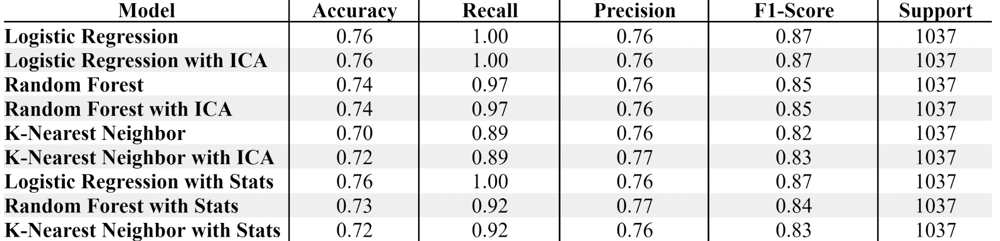 Model Accuracy Recall Precision F1-Score Support
Logistic Regression 0.76 1.00 0.76 0.87 1037
Logistic Regression with ICA 0.76 1.00 0.76 0.87 1037
Random Forest 0.74 0.97 0.76 0.85 1037
Random Forest with ICA 0.74 0.97 0.76 0.85 1037
K-Nearest Neighbor 0.70 0.89 0.76 0.82 1037
K-Nearest Neighbor with ICA 0.72 0.89 0.77 0.83 1037
Logistic Regression with Stats 0.76 1.00 0.76 0.87 1037
Random Forest with Stats 0.73 0.92 0.77 0.84 1037
K-Nearest Neighbor with Stats 0.72 0.92 0.76 0.83 1037